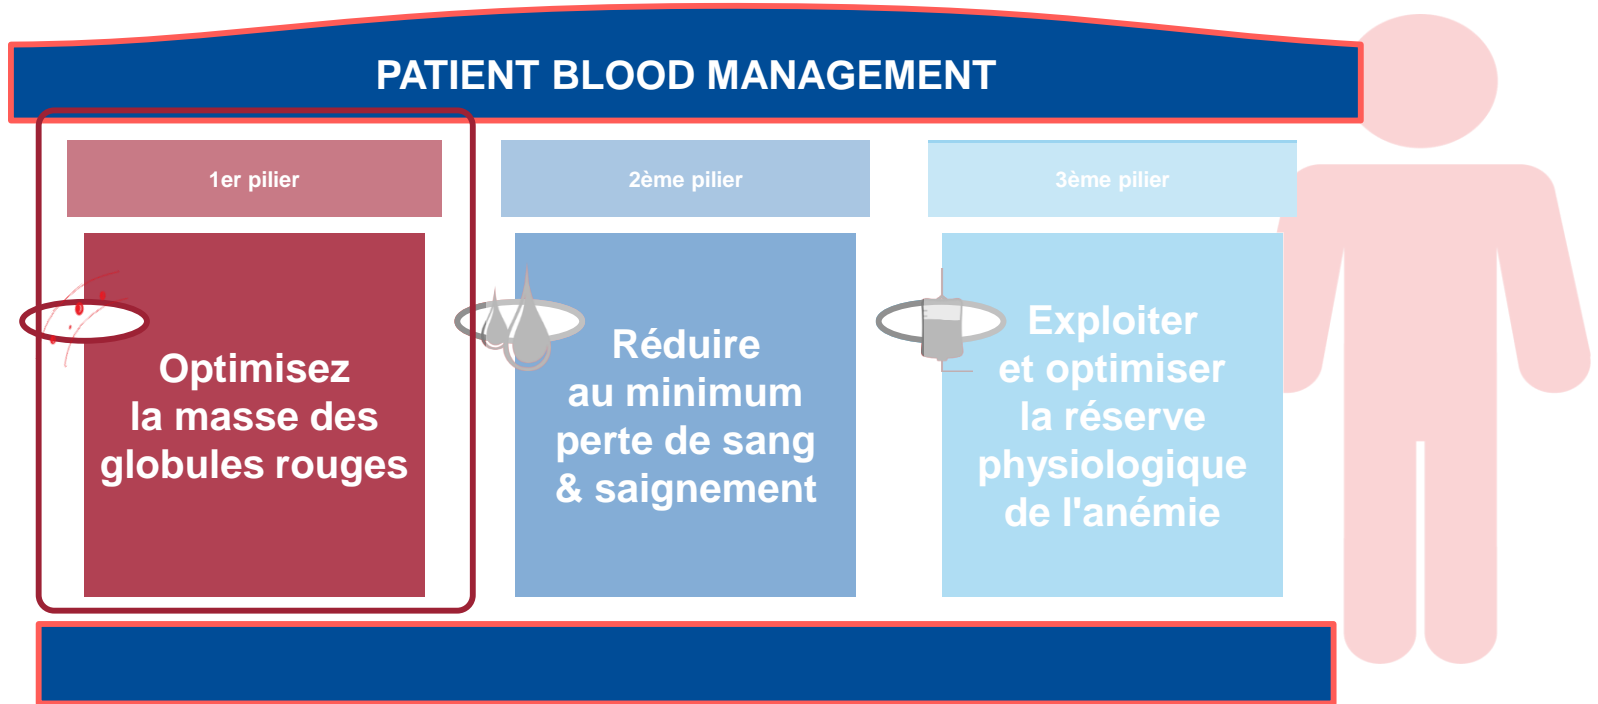 PATIENT BLOOD MANAGEMENT
1er pilier
Optimisez
la masse des
globules rouges
2ème pilier
Réduire
au minimum
perte de sang
& saignement
3ème pilier
Exploiter
et optimiser
la réserve
physiologique
de l'anémie